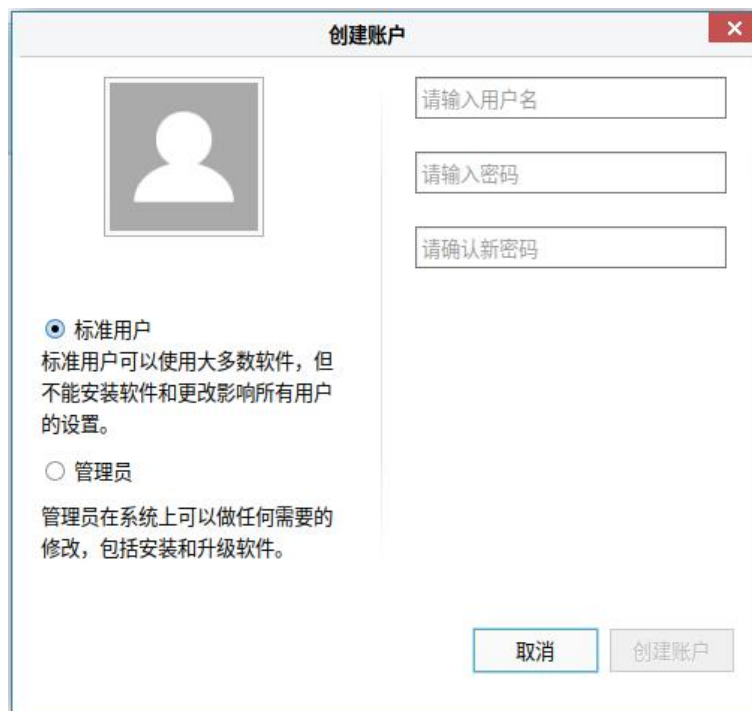 创建账户
请输入用户名
请输入密码
请确认新密码
标准用户
标准用户可以使用大多数软件，但
不能安装软件和更改影响所有用户
的设置。
管理员
管理员在系统上可以做任何需要的
修改，包括安装和升级软件。
取消
创建账户